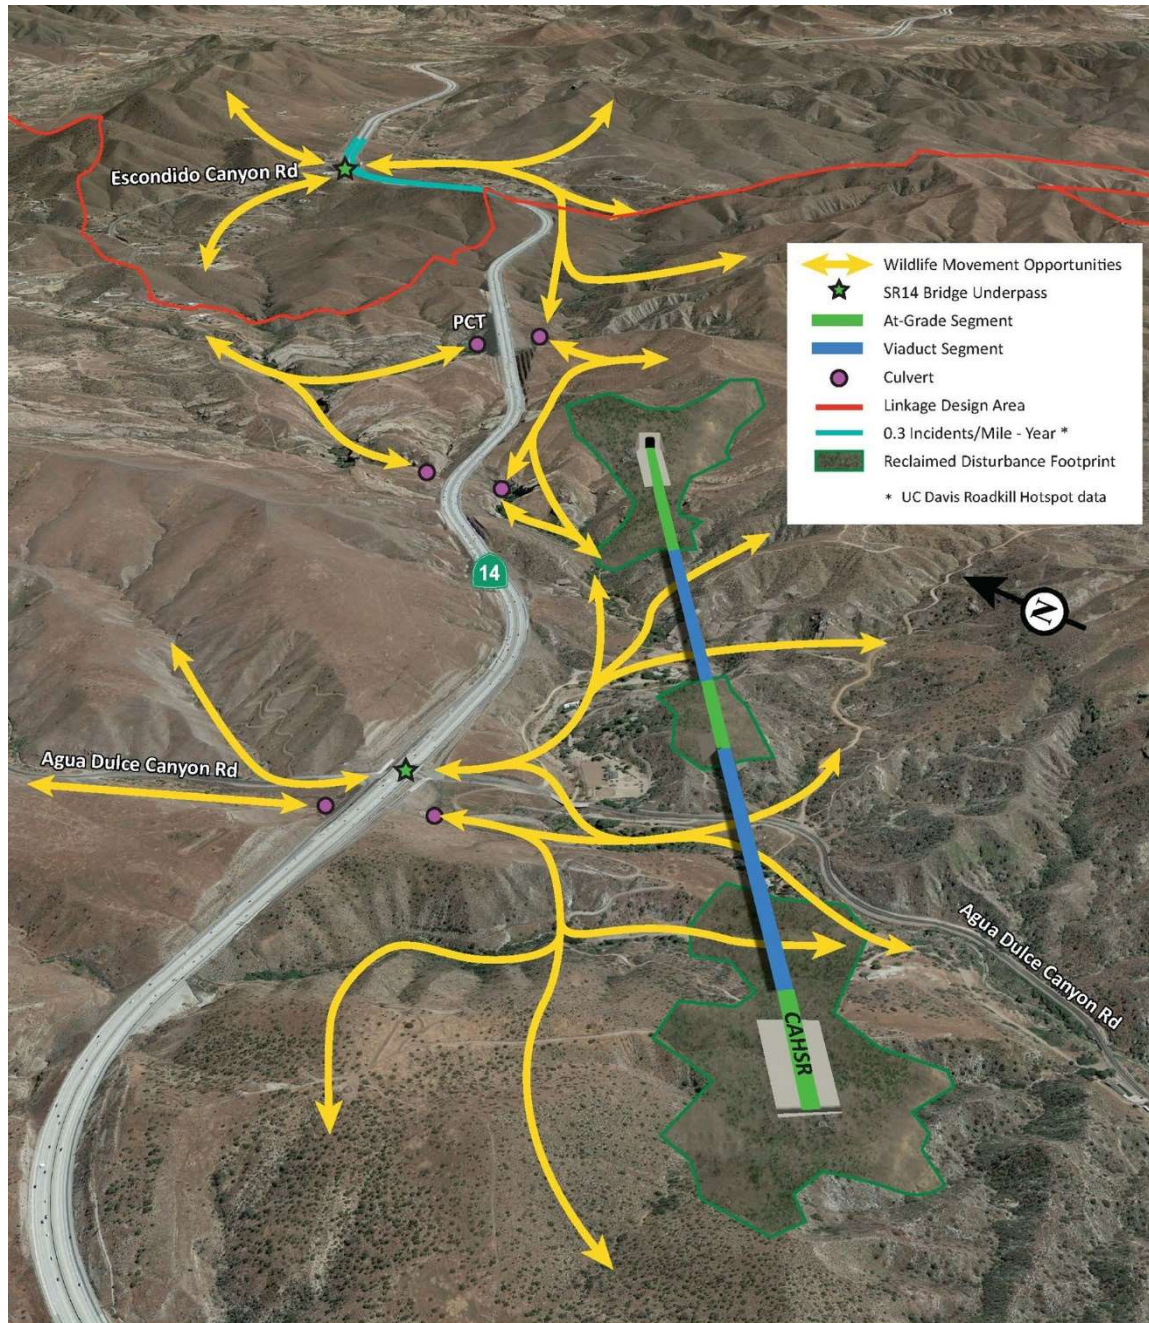 Escondido Canyon Rd
PCT
14
Agua Dulce Canyon Rd
Wildlife Movement Opportunities
SR14 Bridge Underpass
At-Grade Segment
Viaduct Segment
Culvert
Linkage Design Area
0.3 Incidents/Mile - Year *
Reclaimed Disturbance Footprint
* UC Davis Roadkill Hotspot data
N
Agua Dulce Canyon Rd
CAHSR